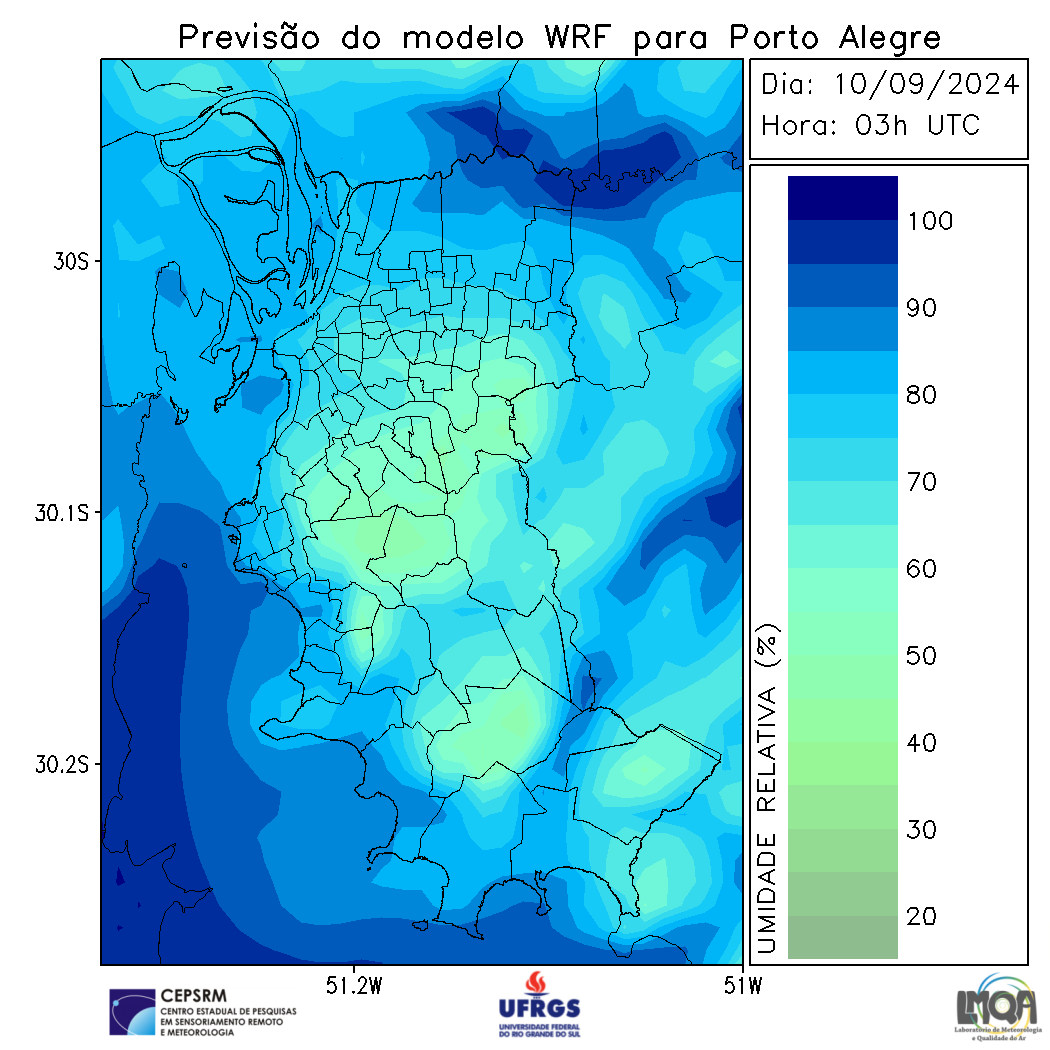 Previsão do modelo WRF para Porto Alegre
Dia: 10/09/2024
Hora: 03h UTC
30S
30.1S
30.2S
51.2W
51W
100
90
80
70
60
50
40
30
20
UMIDADE RELATIVA (%)
CEPSRM
CENTRO ESTADUAL DE PESQUISAS
EM SENSORIAMENTO REMOTO
E METEOROLOGIA
UFRGS
UNIVERSIDADE FEDERAL
DO RIO GRANDE DO SUL
LMQA
Laboratório de Meteorologia
e Qualidade do Ar